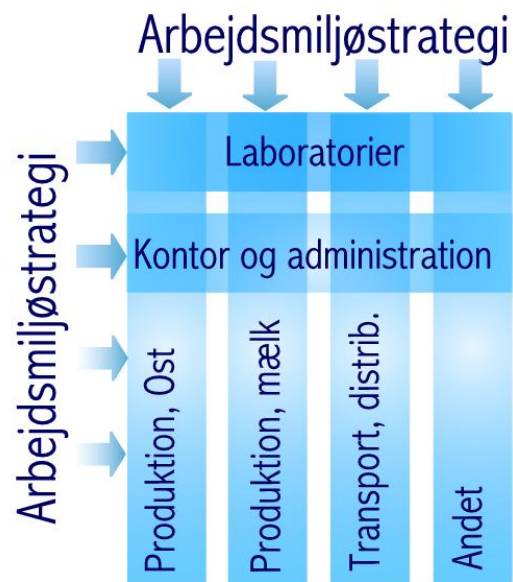 Arbejdsmiljøstrategi
Arbejdsmiljøstrategi
Laboratorier
Kontor og administration
Produktion, Ost
Produktion, mælk
Transport, distrib.
Andet